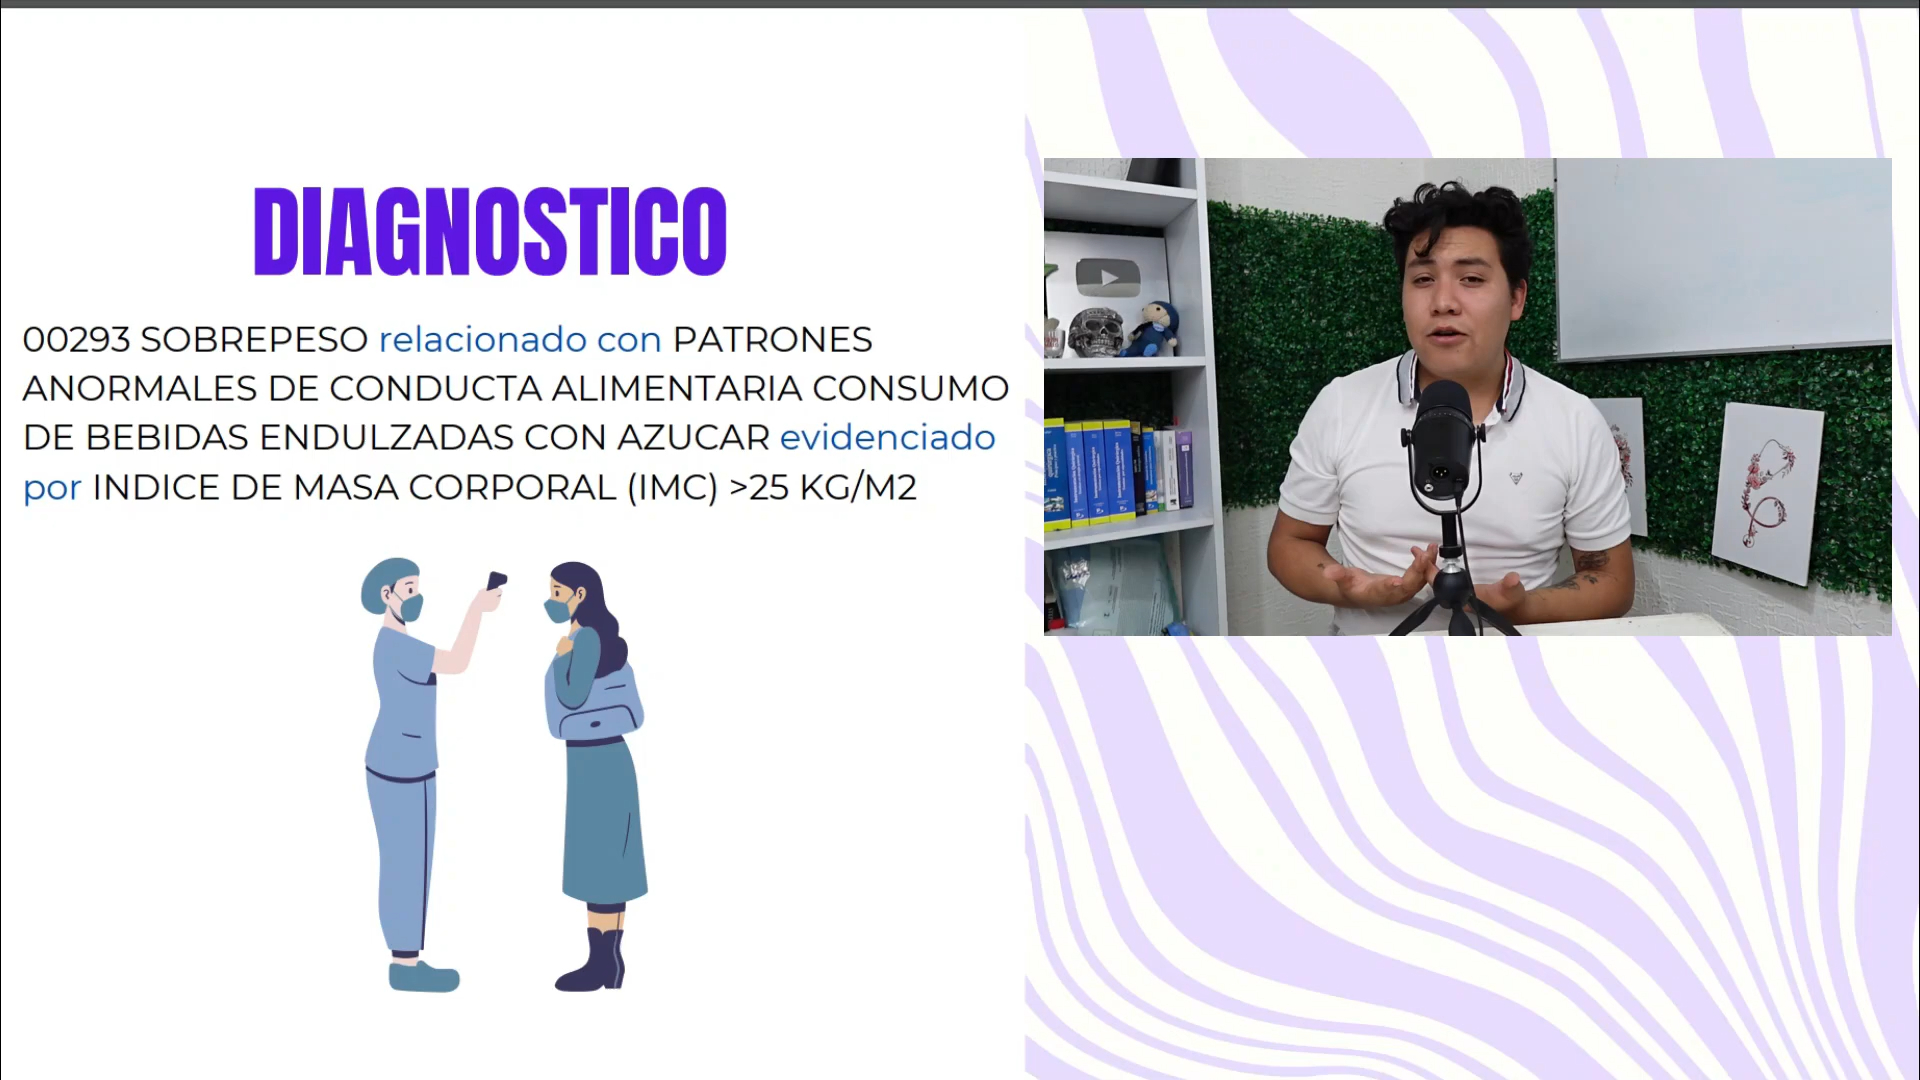 DIAGNOSTICO
00293 SOBREPESO relacionado con PATRONES
ANORMALES DE CONDUCTA ALIMENTARIA CONSUMO
DE BEBIDAS ENDULZADAS CON AZUCAR evidenciado
por INDICE DE MASA CORPORAL (IMC) >25 KG/M2